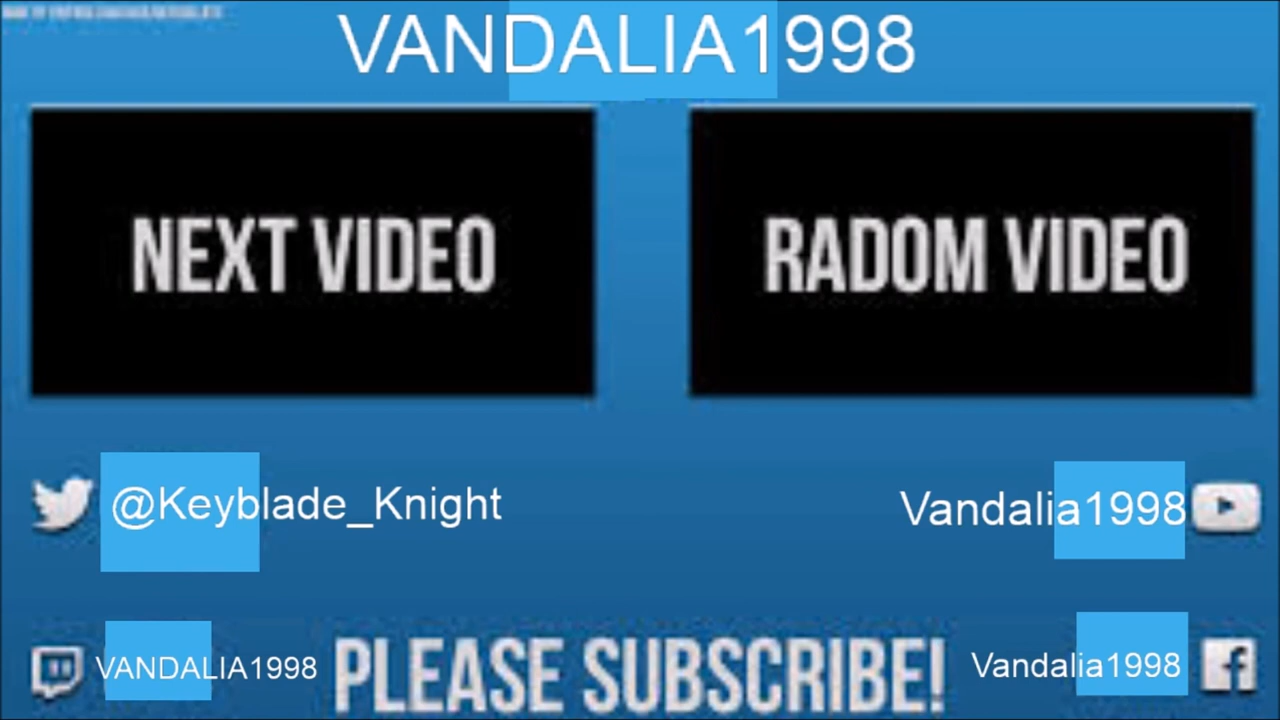 VANDALIA1998
NEXT VIDEO
RADOM VIDEO
@Keyblade_Knight
Vandalia1998
VANDALIA1998
PLEASE SUBSCRIBE!
Vandalia1998